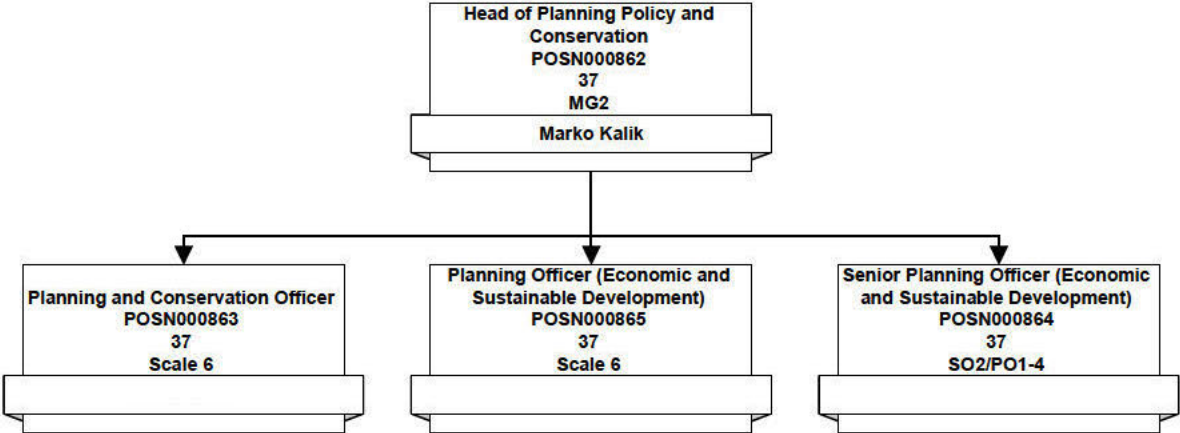 Head of Planning Policy and
Conservation
POSN000862
37
MG2
Marko Kalik
Planning and Conservation Officer
POSN000863
37
Scale 6
Planning Officer (Economic and
Sustainable Development)
POSN000865
37
Scale 6
Senior Planning Officer (Economic
and Sustainable Development)
POSN000864
37
SO2/PO1-4